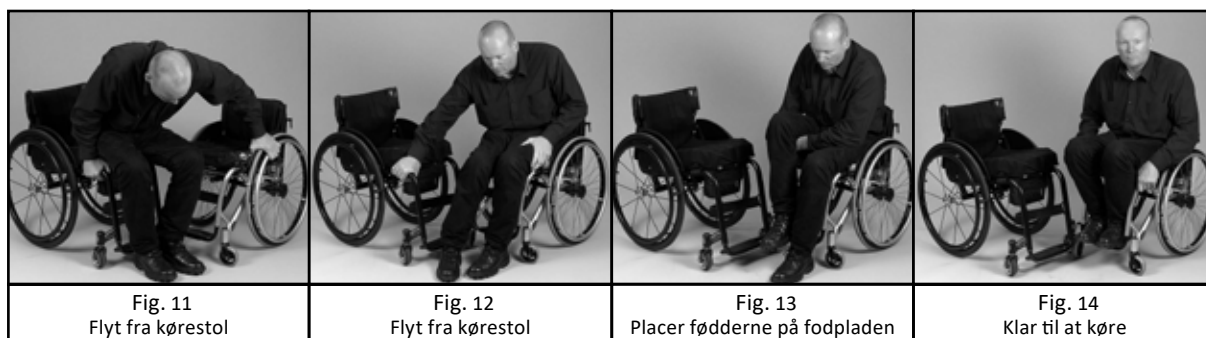 Fig. 11
Flyt fra kørestol
Fig. 12
Flyt fra kørestol
Fig. 13
Placer fødderne på fodpladen
Fig. 14
Klar til at køre